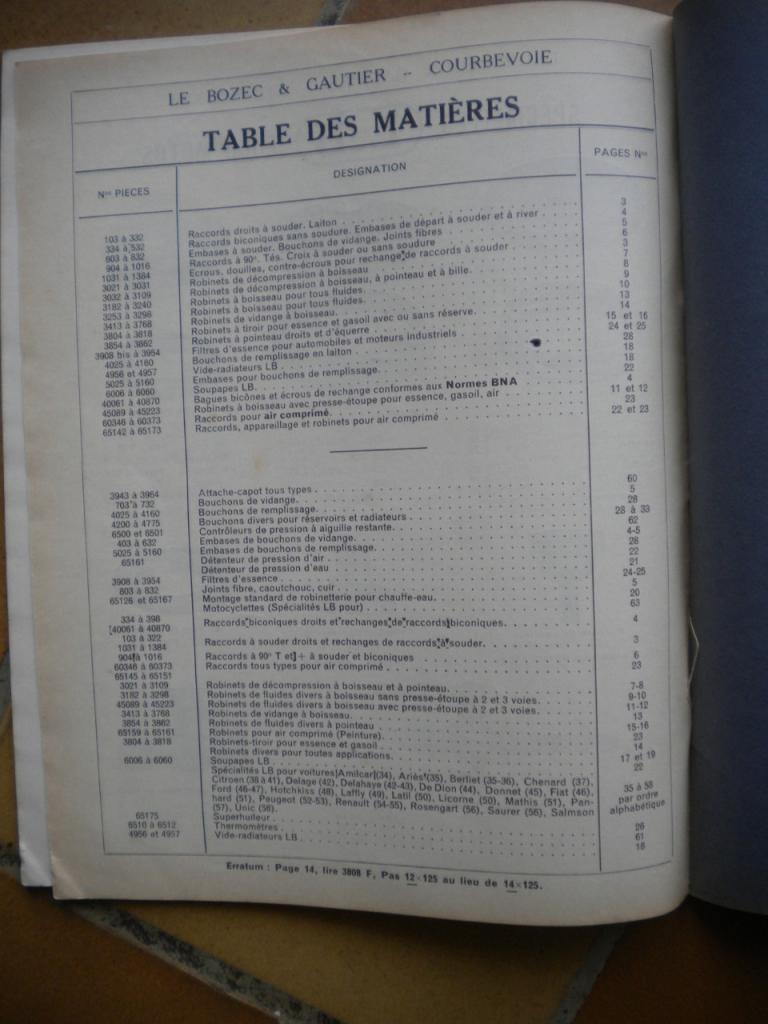 LE BOZEC & GAUTIER -- COURBEVOIE
TABLE DES MATIÈRES
Nos PIECES DESIGNATION PAGES Nos
103 à 332 Raccords droits à souder. Laiton 3
334 à 532 Raccords biconiques sans soudure. Embases de départ à souder et à river 4
603 à 832 Embases à souder. Bouchons de vidange. Joints fibres 5
904 à 1016 Raccords à 90°. Tés. Croix à souder ou sans soudure 6
1031 à 1384 Ecrous, douilles, contre-écrous pour rechange de raccords à souder 3
3021 à 3031 Robinets de décompression à boisseau 7
3032 à 3109 Robinets de décompression à boisseau, à pointeau et à bille. 8
3182 à 3240 Robinets à boisseau pour tous fluides. 9
3253 à 3298 Robinets à boisseau pour tous fluides. 10
3413 à 3768 Robinets de vidange à boisseau. 13
3804 à 3818 Robinets à tiroir pour essence et gasoil avec ou sans réserve. 14
3854 à 3862 Robinets à pointeau droits et d'équerre 15 et 16
3908 bis à 3954 Filtres d'essence pour automobiles et moteurs industriels 24 et 25
4025 à 4160 Bouchons de remplissage en laiton 28
4956 et 4957 Vide-radiateurs LB 18
5025 à 5160 Embases pour bouchons de remplissage. 18
6006 à 6060 Soupapes LB. 22
40061 à 40870 Bagues bicônes et écrous de rechange conformes aux Normes BNA 4
45089 à 45223 Robinets à boisseau avec presse-étoupe pour essence, gasoil, air 11 et 12
60346 à 60373 Raccords pour air comprimé. 23
65142 à 65173 Raccords, appareillage et robinets pour air comprimé 22 et 23
3943 à 3964 Attache-capot tous types 60
703 à 732 Bouchons de vidange. 5
4025 à 4160 Bouchons de remplissage. 28
4200 à 4775 Bouchons divers pour réservoirs et radiateurs 28 à 33
6500 et 6501 Contrôleurs de pression à aiguille restante. 62
403 à 632 Embases de bouchons de vidange. 4-5
5025 à 5160 Embases de bouchons de remplissage. 28
65161 Détenteur de pression d'air 22
Détenteur de pression d'eau 21
3908 à 3954 Filtres d'essence 24-25
803 à 832 Joints fibre, caoutchouc, cuir 5
65126 et 65167 Montage standard de robinetterie pour chauffe-eau. 20
Motocyclettes (Spécialités LB pour) 63
334 à 398
40061 à 40870 Raccords biconiques droits et rechanges de raccords biconiques. 4
103 à 322
1031 à 1384 Raccords à souder droits et rechanges de raccords à souder. 3
904 à 1016 Raccords à 90° T et + à souder et biconiques 6
60346 à 60373 Raccords tous types pour air comprimé 23
65145 à 65151
3021 à 3109 Robinets de décompression à boisseau et à pointeau. 7-8
3182 à 3298 Robinets de fluides divers à boisseau sans presse-étoupe à 2 et 3 voies. 9-10
45089 à 45223 Robinets de fluides divers à boisseau avec presse-étoupe à 2 et 3 voies. 11-12
3413 à 3768 Robinets de vidange à boisseau. 13
3854 à 3862 Robinets de fluides divers à pointeau 15-16
65159 à 65161 Robinets pour air comprimé (Peinture). 23
3804 à 3818 Robinets-tiroir pour essence et gasoil 14
Robinets divers pour toutes applications. 17 et 19
6006 à 6060 Soupapes LB 22
Spécialités LB pour voitures Amilcar (34), Ariès (35), Berliet (35-36), Chenard (37),
Citroen (38 à 41), Delage (42), Delahaye (42-43), De Dion (44), Donnet (45), Fiat (46), 35 à 58
Ford (46-47), Hotchkiss (48), Laffly (49), Latil (50), Licorne (50), Mathis (51), Pan- par ordre
hard (51), Peugeot (52-53), Renault (54-55), Rosengart (56), Saurer (56), Salmson alphabétique
(57), Unic (58).
65175 Superhuileur
6510 à 6512 Thermomètres 26
4956 et 4957 Vide-radiateurs LB 61
18
Erratum : Page 14, lire 3808 F, Pas 12×125 au lieu de 14×125.